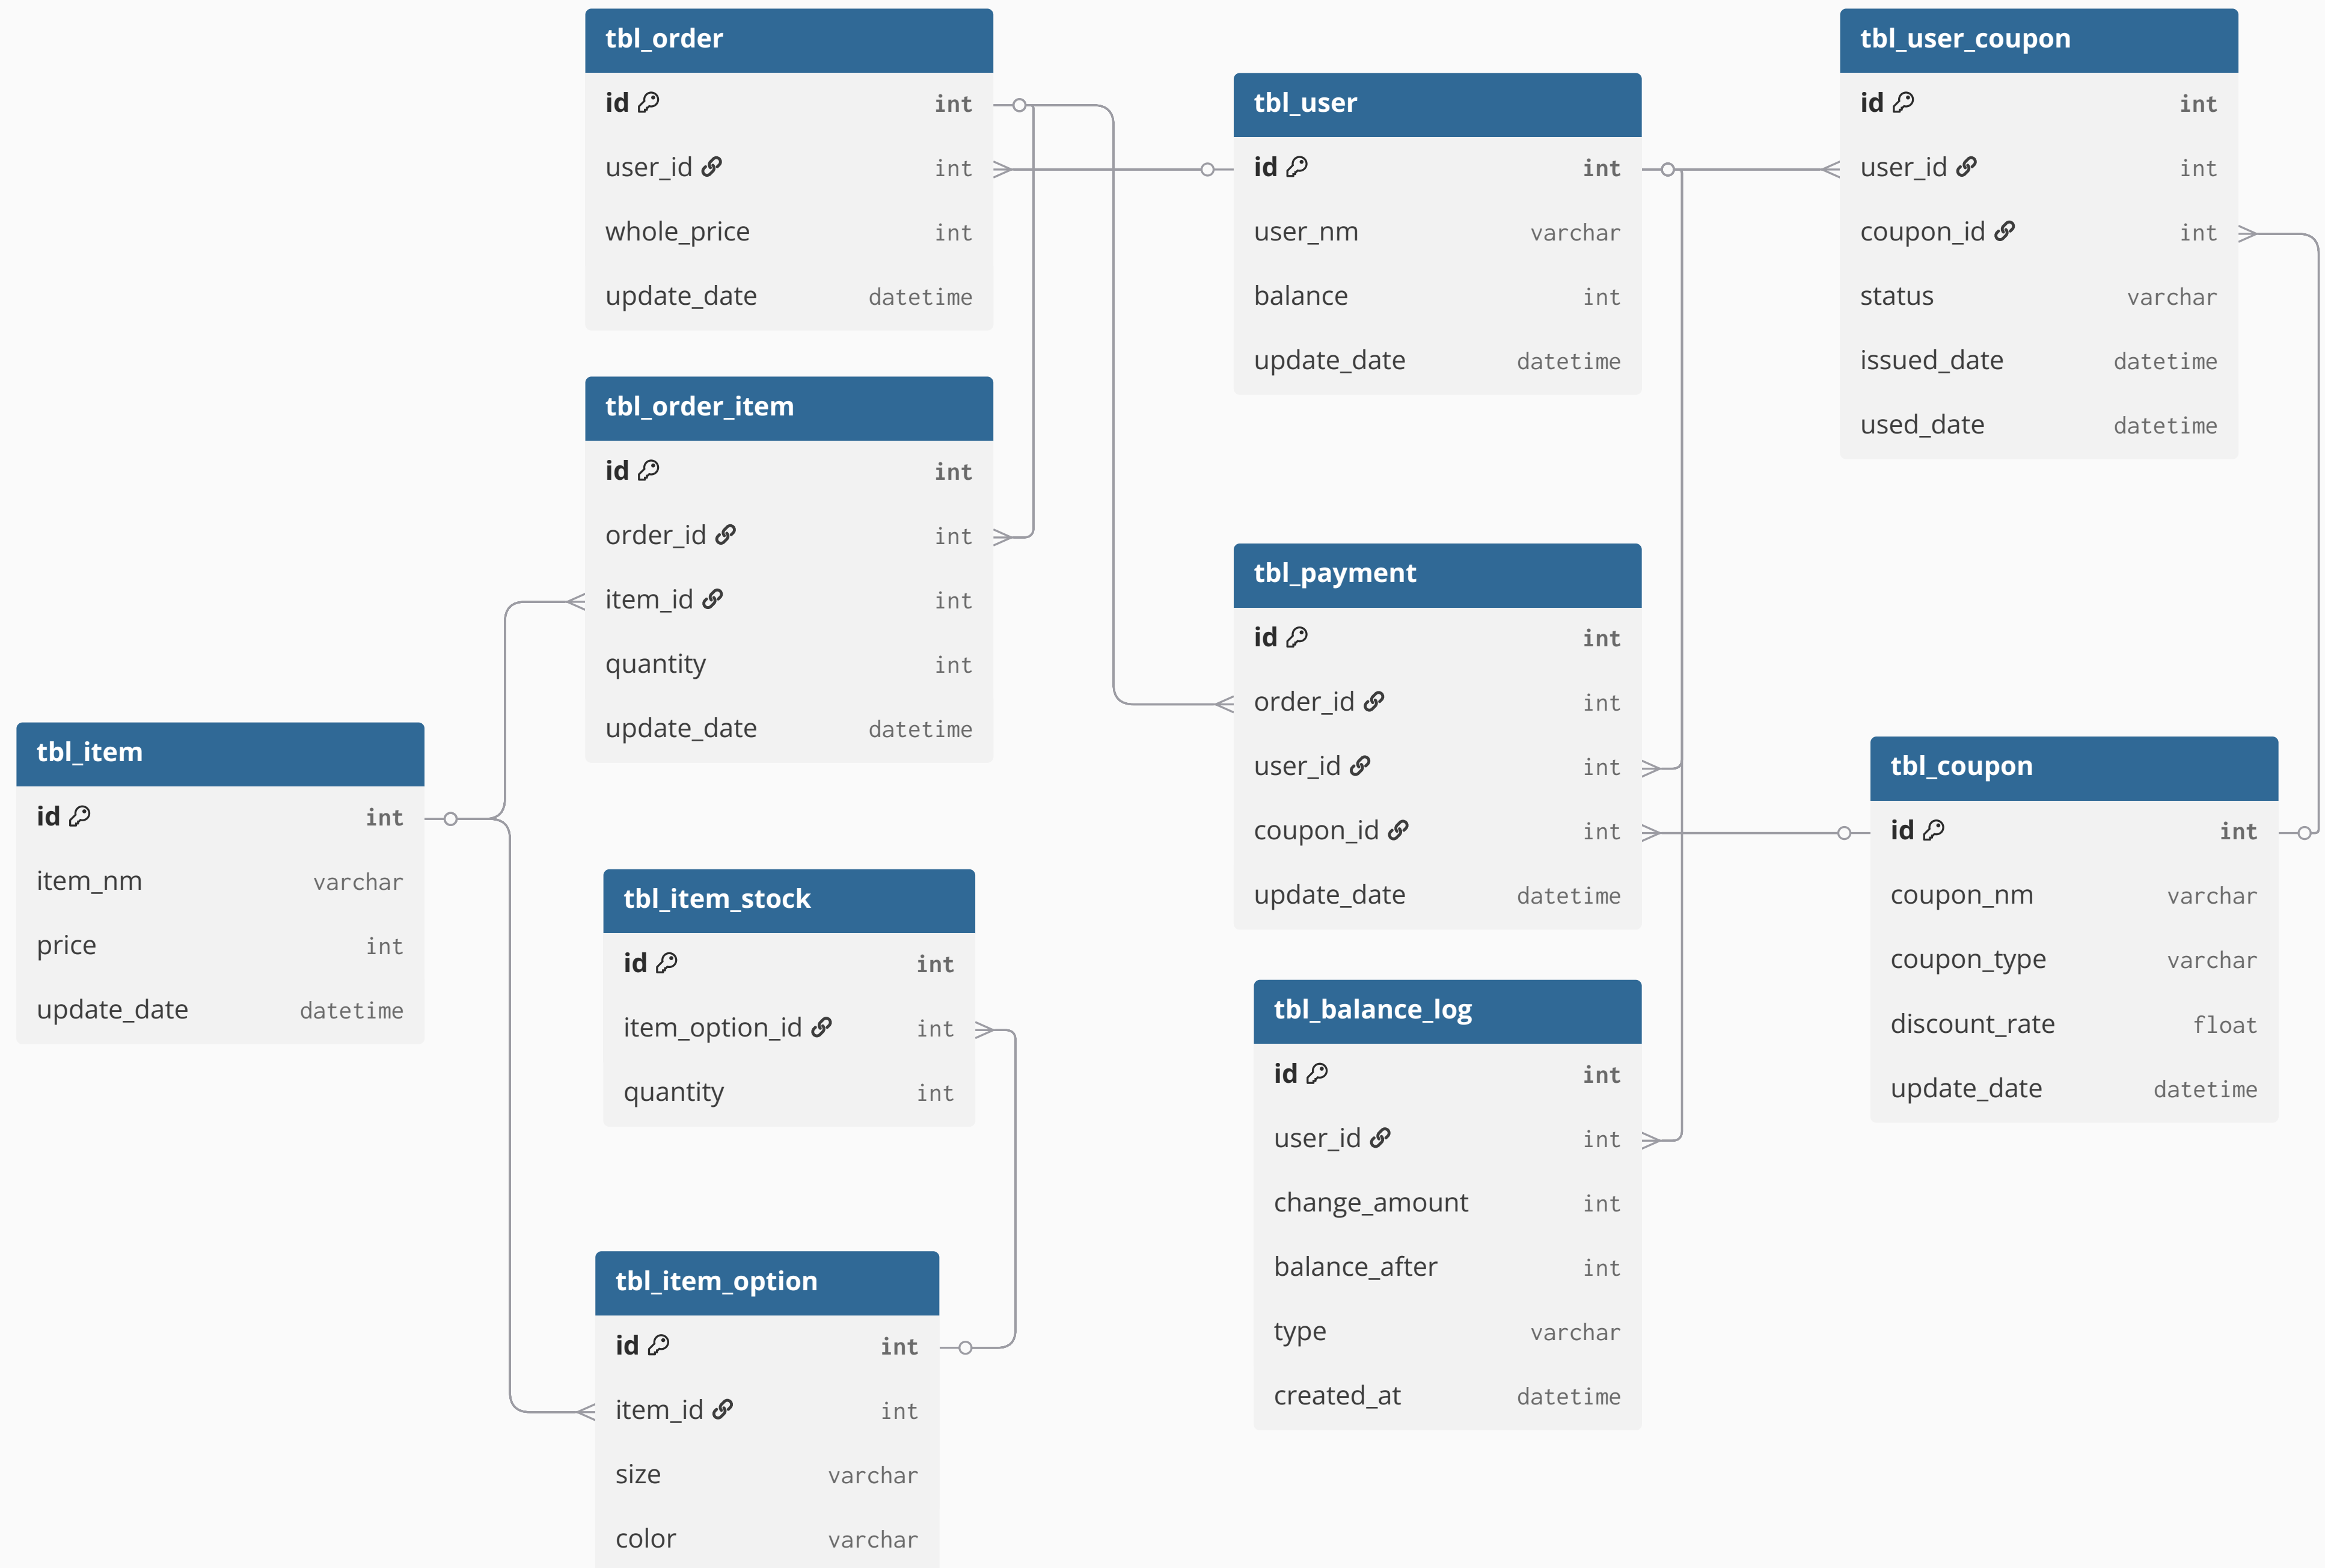 tbl_order
id int
user_id int
whole_price int
update_date datetime
tbl_user
id int
user_nm varchar
balance int
update_date datetime
tbl_user_coupon
id int
user_id int
coupon_id int
status varchar
issued_date datetime
used_date datetime
tbl_order_item
id int
order_id int
item_id int
quantity int
update_date datetime
tbl_payment
id int
order_id int
user_id int
coupon_id int
update_date datetime
tbl_item
id int
item_nm varchar
price int
update_date datetime
tbl_coupon
id int
coupon_nm varchar
coupon_type varchar
discount_rate float
update_date datetime
tbl_item_stock
id int
item_option_id int
quantity int
tbl_balance_log
id int
user_id int
change_amount int
balance_after int
type varchar
created_at datetime
tbl_item_option
id int
item_id int
size varchar
color varchar